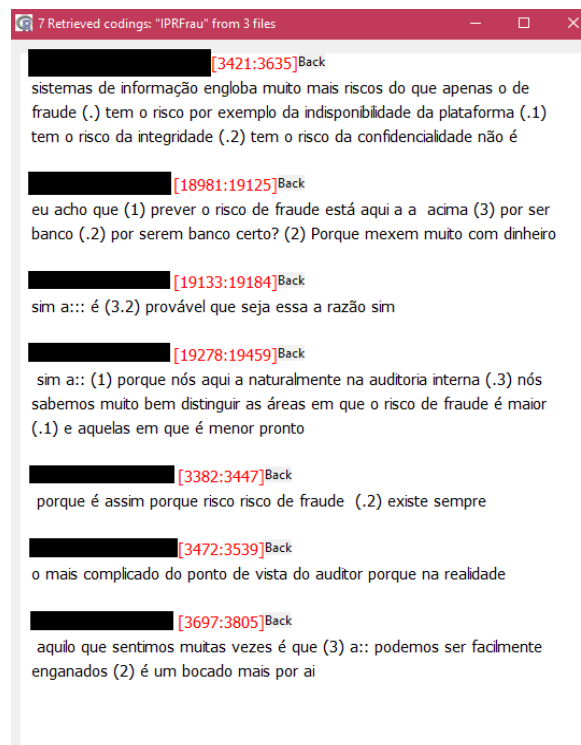 7 Retrieved codings: "IPRFrau" from 3 files
[3421:3635]Back
sistemas de informação engloba muito mais riscos do que apenas o de
fraude (.) tem o risco por exemplo da indisponibilidade da plataforma (.1)
tem o risco da integridade (.2) tem o risco da confidencialidade não é
[18981:19125]Back
eu acho que (1) prever o risco de fraude está aqui a a acima (3) por ser
banco (.2) por serem banco certo? (2) Porque mexem muito com dinheiro
[19133:19184]Back
sim a::: é (3.2) provável que seja essa a razão sim
[19278:19459]Back
sim a:: (1) porque nós aqui a naturalmente na auditoria interna (.3) nós
sabemos muito bem distinguir as áreas em que o risco de fraude é maior
(.1) e aquelas em que é menor pronto
[3382:3447]Back
porque é assim porque risco risco de fraude (.2) existe sempre
[3472:3539]Back
o mais complicado do ponto de vista do auditor porque na realidade
[3697:3805]Back
aquilo que sentimos muitas vezes é que (3) a:: podemos ser facilmente
enganados (2) é um bocado mais por ai